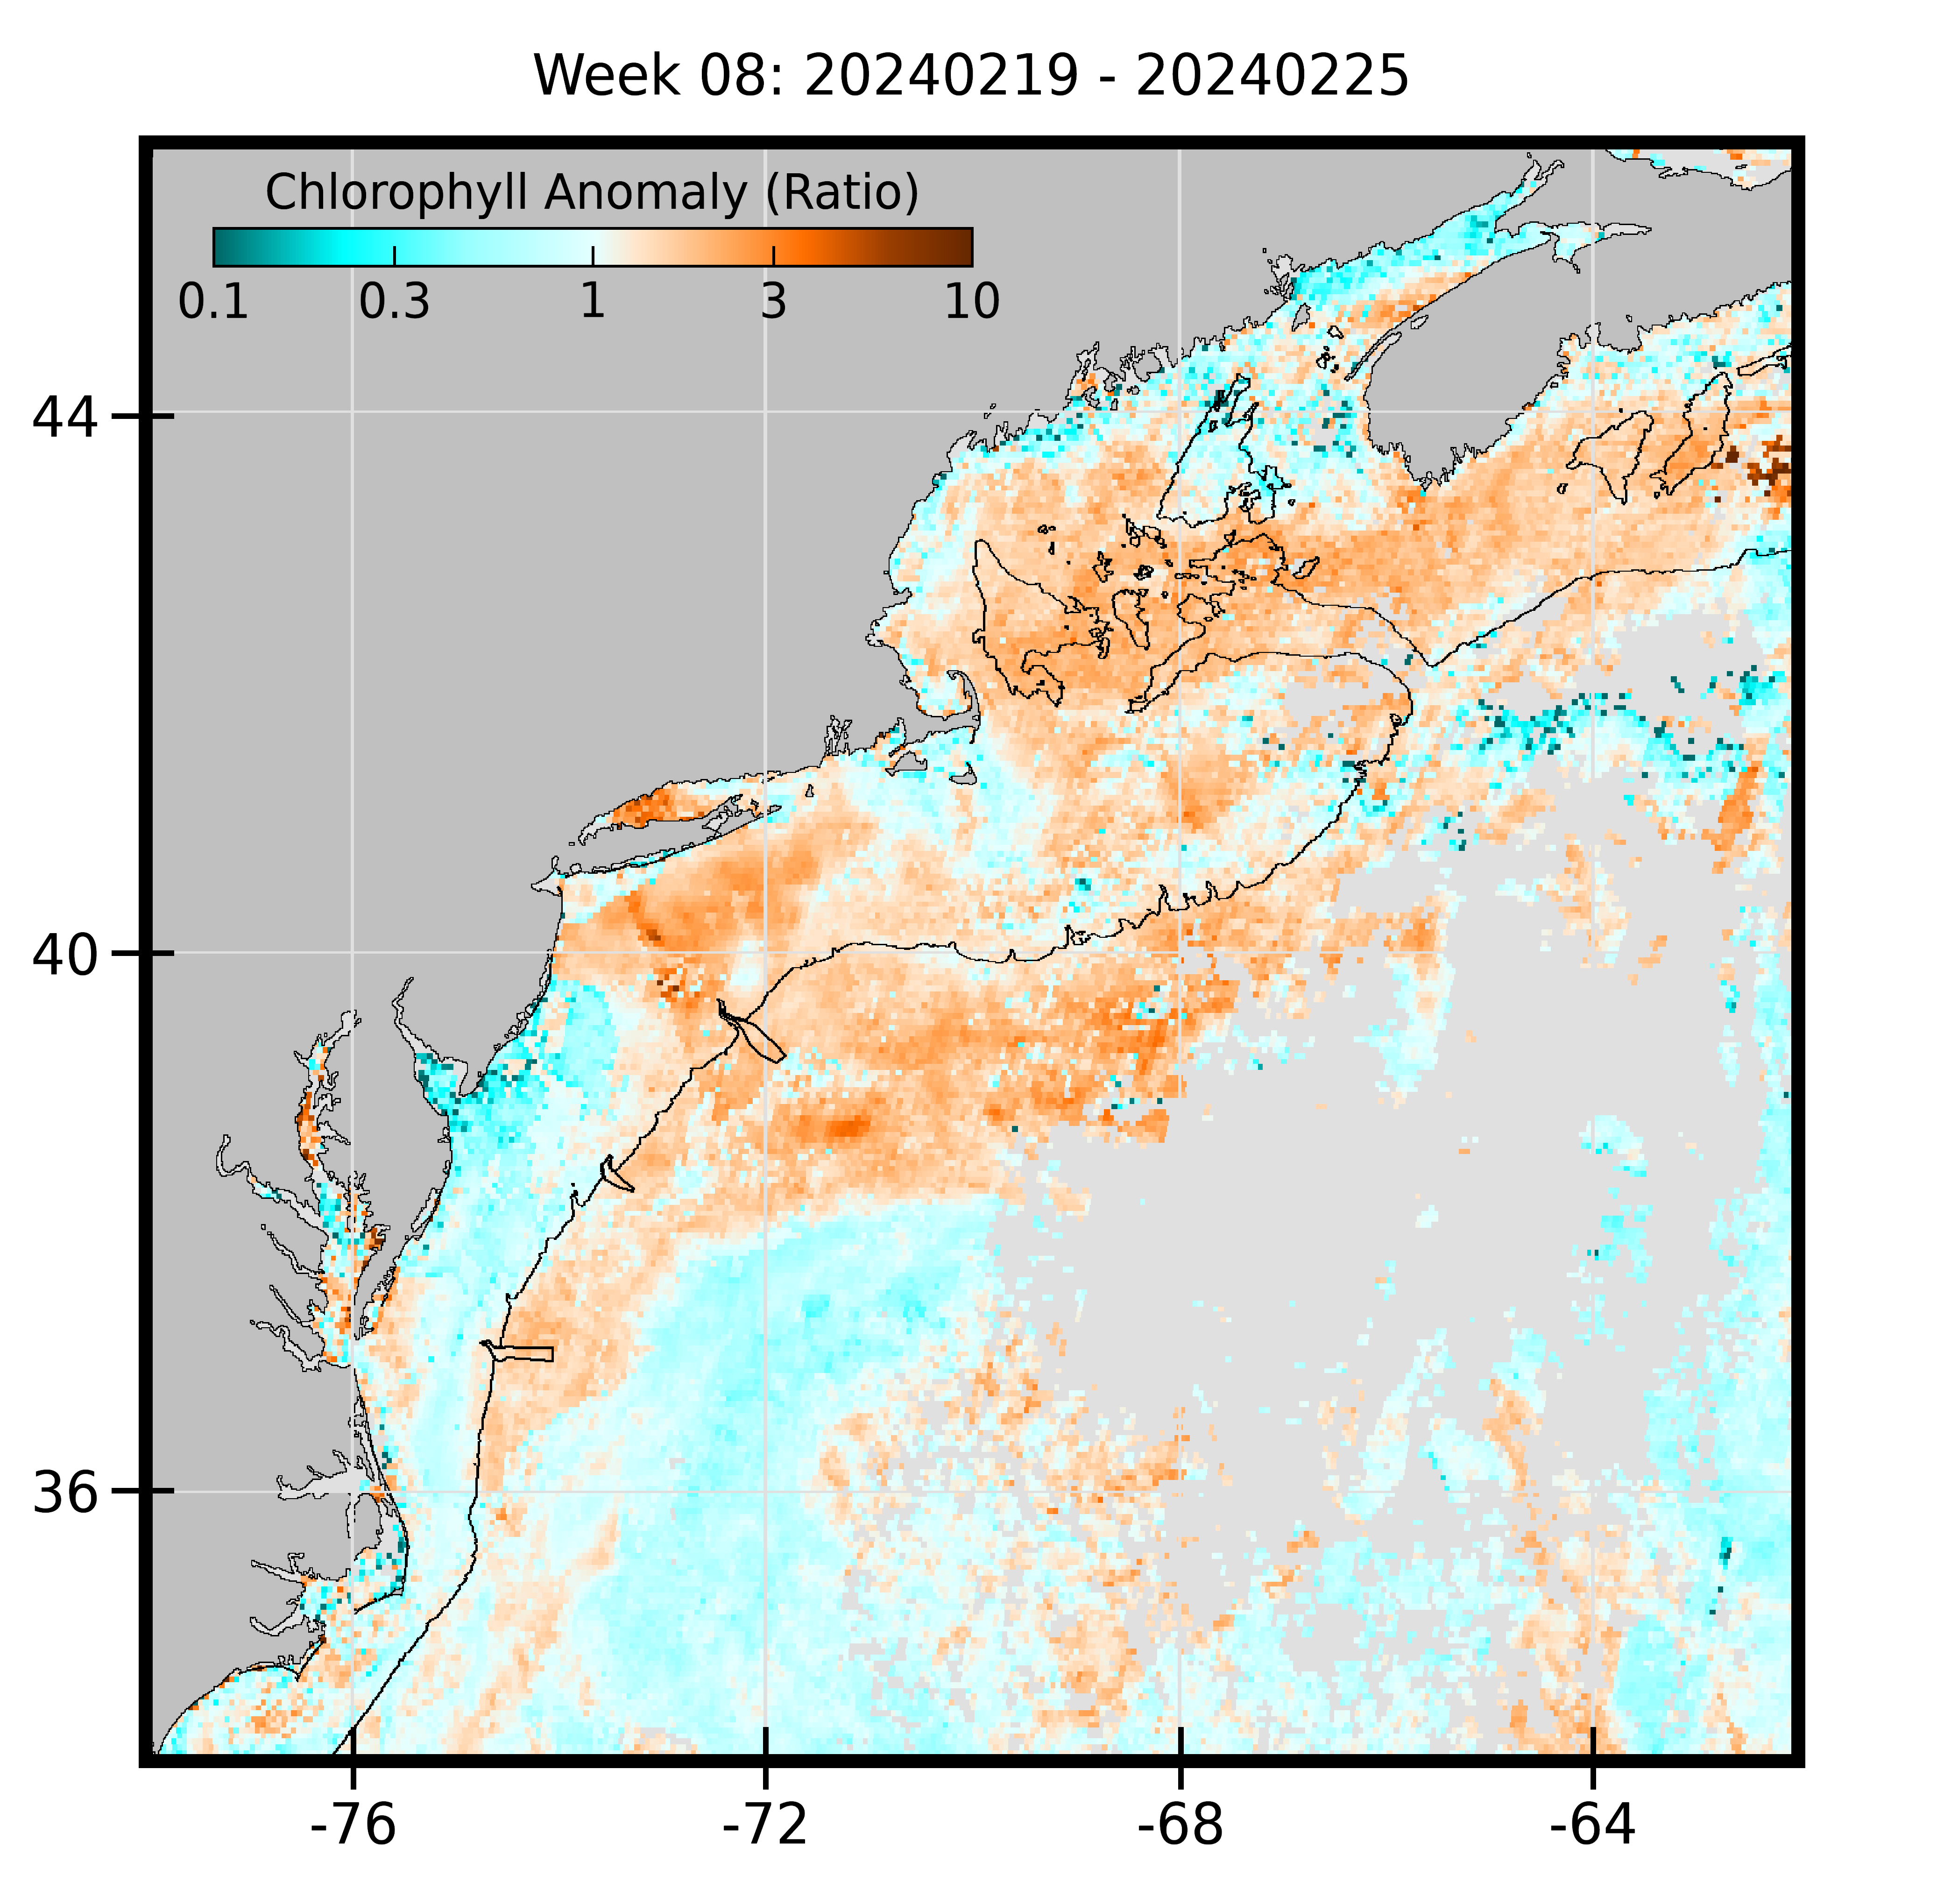 Week 08: 20240219 - 20240225
Chlorophyll Anomaly (Ratio)
0.1 0.3 1 3 10
44
40
36
-76 -72 -68 -64